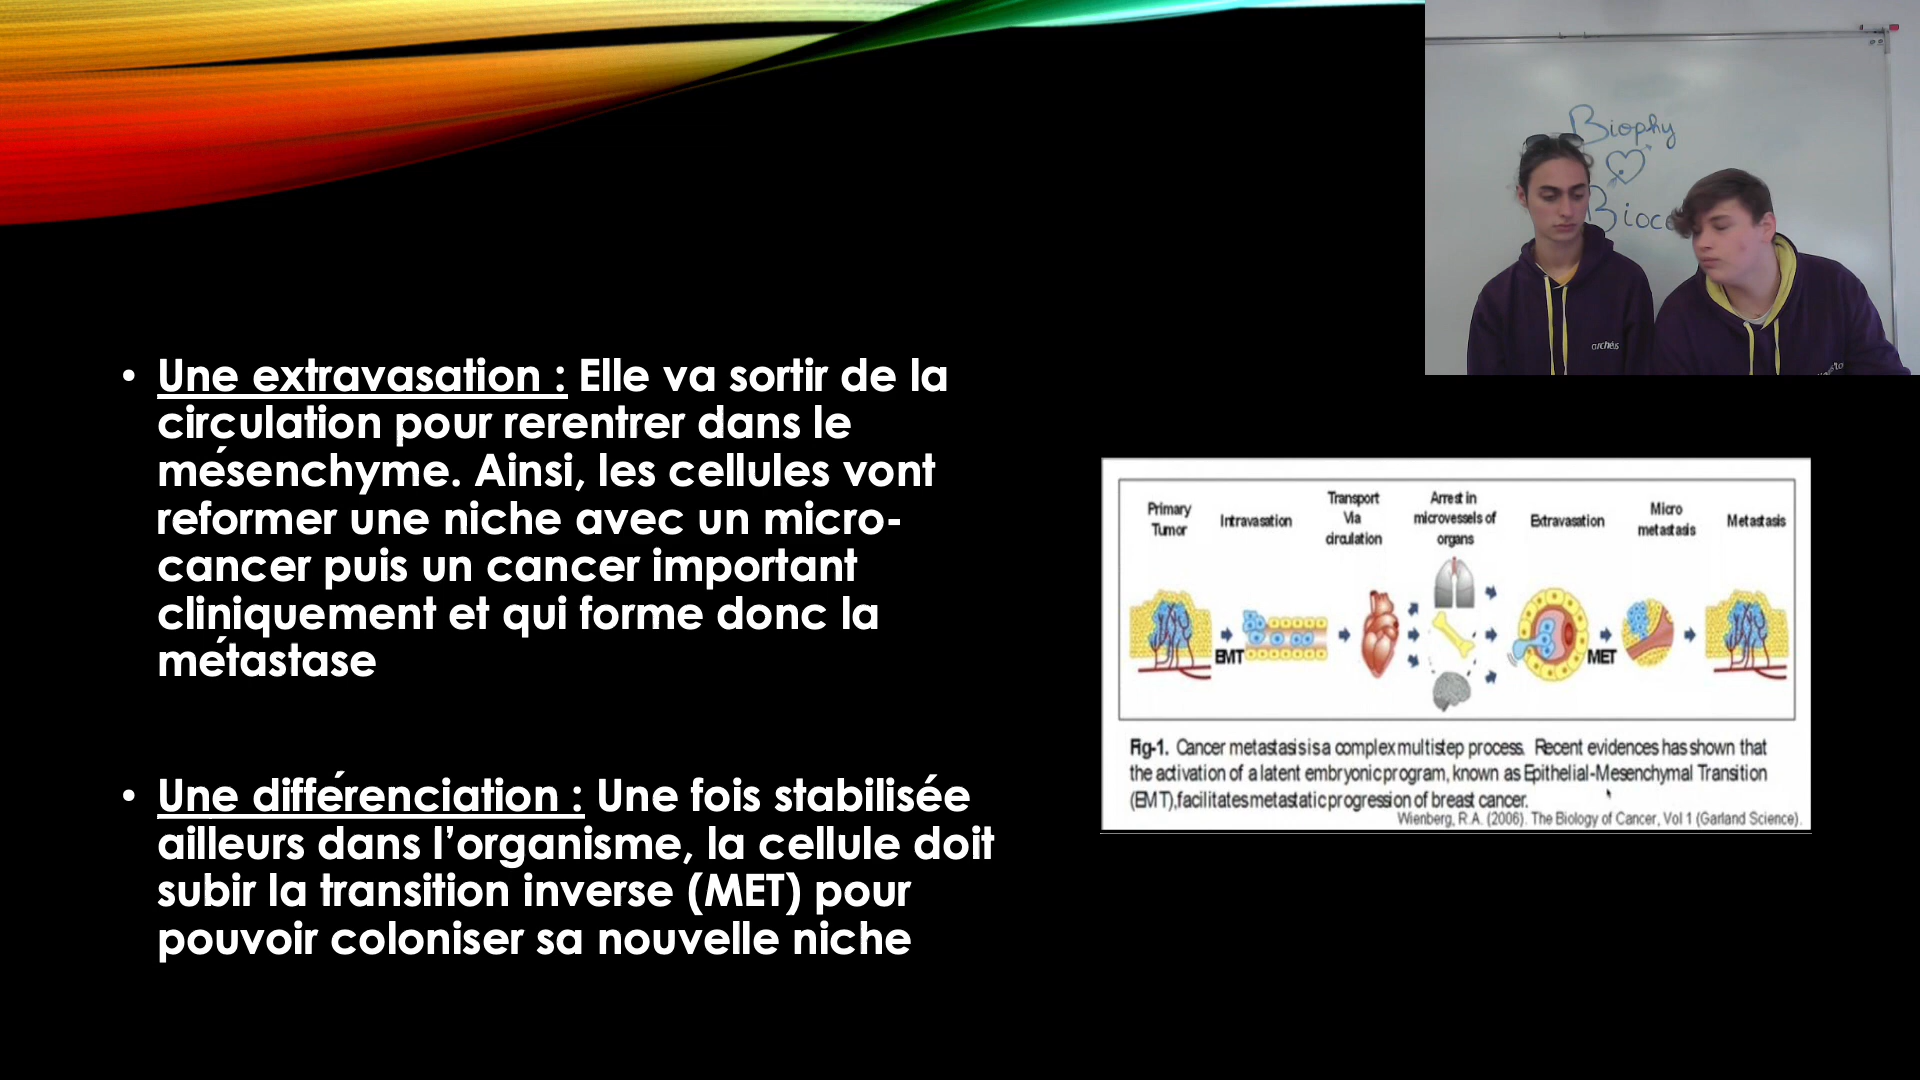 Biophy
archéus
• Une extravasation : Elle va sortir de la
circulation pour rerentrer dans le
mésenchyme. Ainsi, les cellules vont
reformer une niche avec un micro-
cancer puis un cancer important
cliniquement et qui forme donc la
métastase
• Une différenciation : Une fois stabilisée
ailleurs dans l’organisme, la cellule doit
subir la transition inverse (MET) pour
pouvoir coloniser sa nouvelle niche
Primary
Tumor
Intravasation
Transport
Via
circulation
Arrest in
microvessels of
organs
Extravasation
Micro
metastasis
Metastasis
EMT
MET
Fig-1. Cancer metastasis is a complex multistep process. Recent evidences has shown that
the activation of a latent embryonic program, known as Epithelial-Mesenchymal Transition
(EMT),facilitates metastatic progression of breast cancer.
Wienberg, R.A. (2006). The Biology of Cancer, Vol 1 (Garland Science).